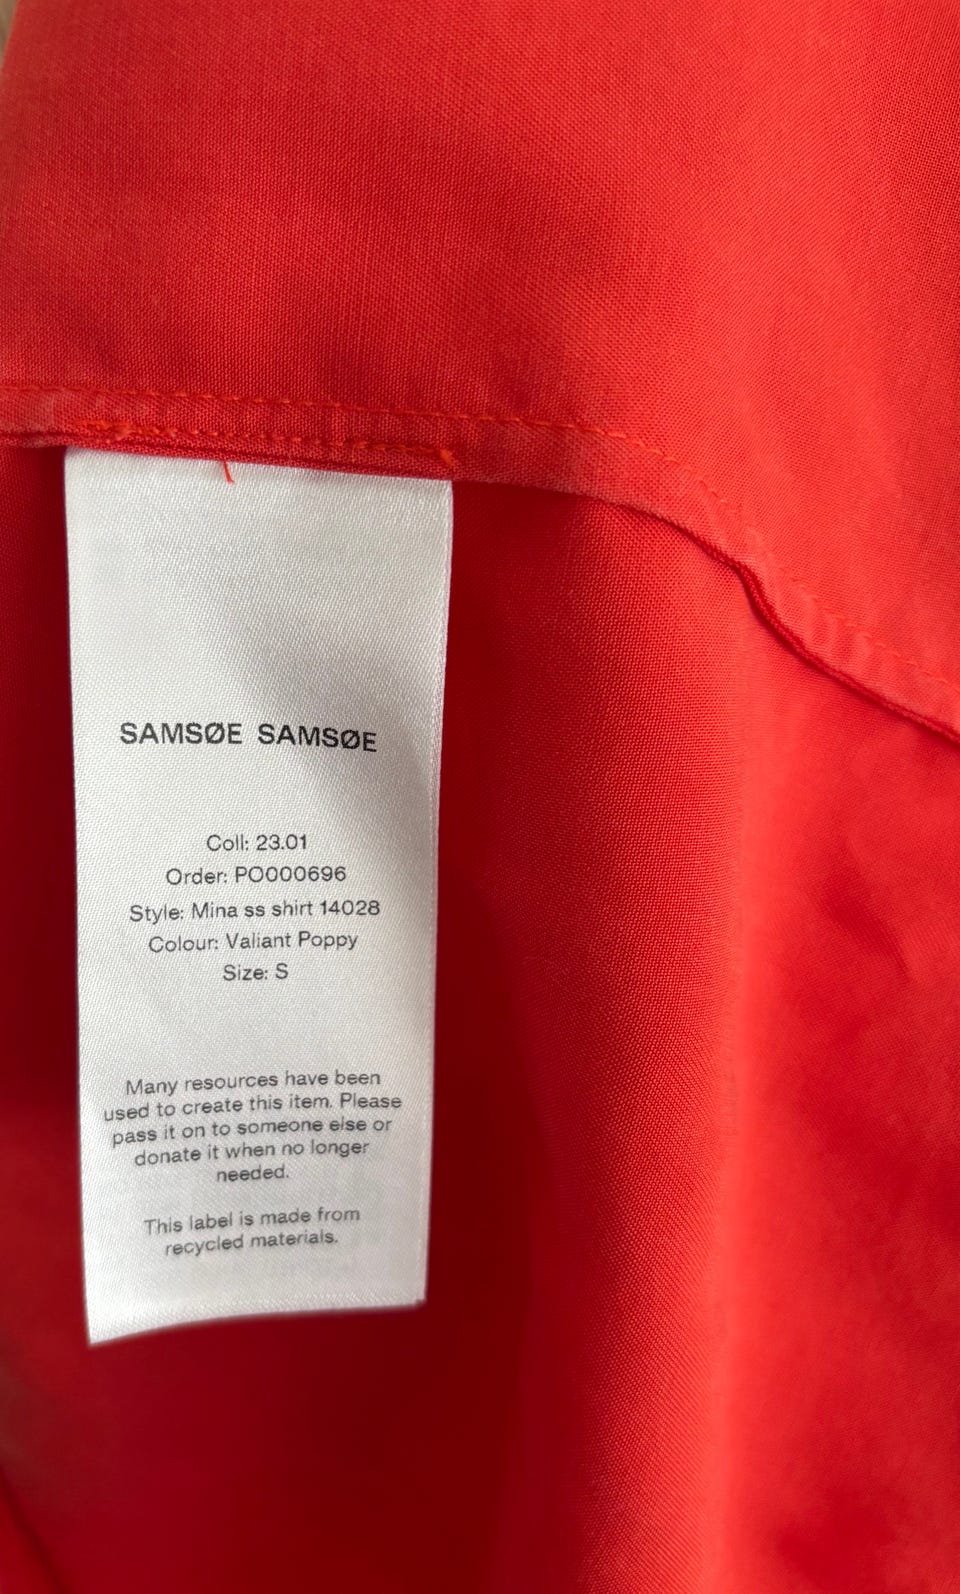 SAMSØE SAMSØE
Coll: 23.01
Order: PO000696
Style: Mina ss shirt 14028
Colour: Valiant Poppy
Size: S
Many resources have been
used to create this item. Please
pass it on to someone else or
donate it when no longer
needed.
This label is made from
recycled materials.